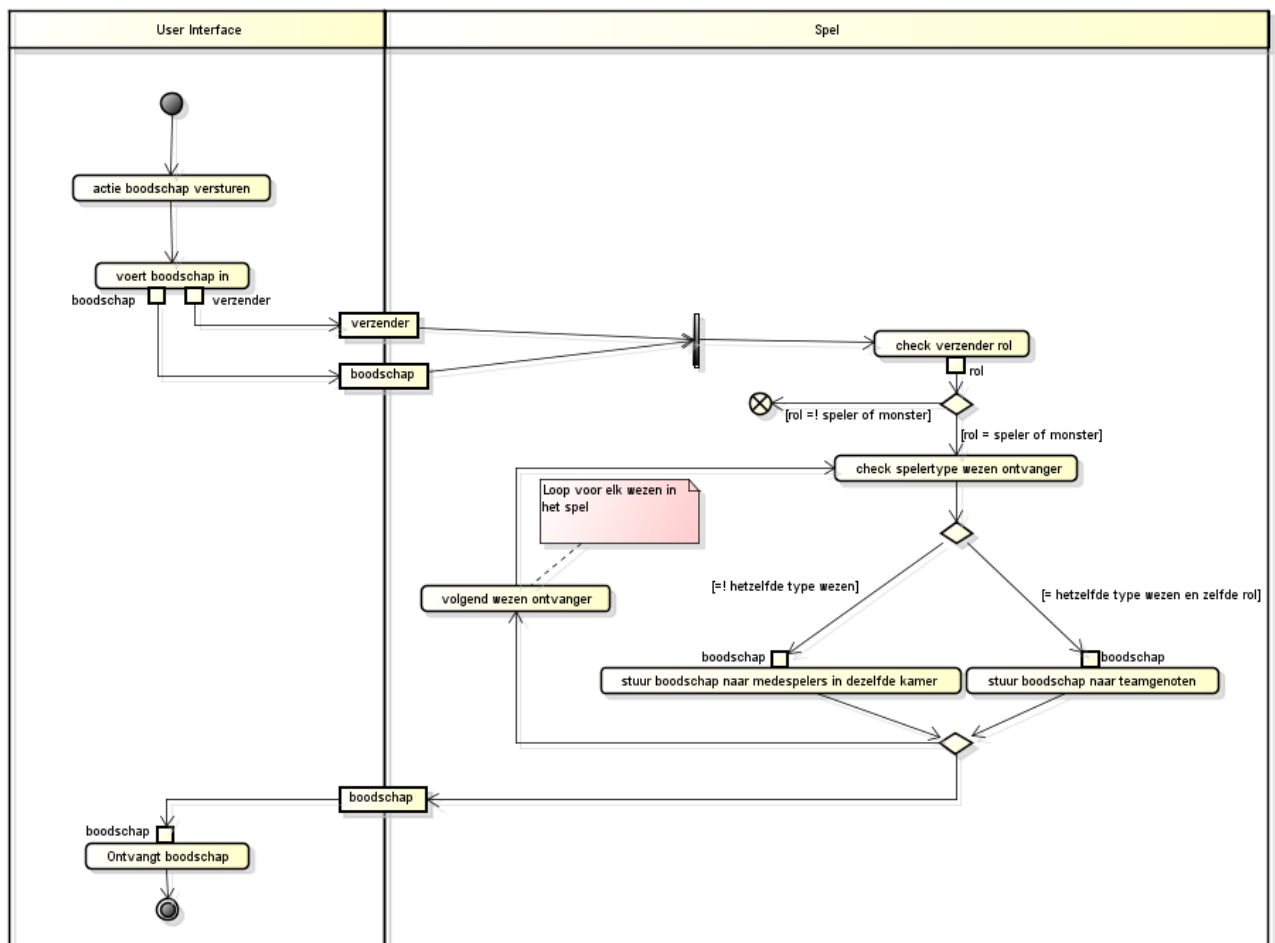 User Interface
Spel
actie boodschap versturen
voert boodschap in
boodschap
verzender
verzender
boodschap
check verzender rol
rol
[rol =! speler of monster]
[rol = speler of monster]
check spelertype wezen ontvanger
Loop voor elk wezen in
het spel
volgend wezen ontvanger
[=! hetzelfde type wezen]
[= hetzelfde type wezen en zelfde rol]
boodschap
boodschap
stuur boodschap naar medespelers in dezelfde kamer
stuur boodschap naar teamgenoten
boodschap
boodschap
Ontvangt boodschap